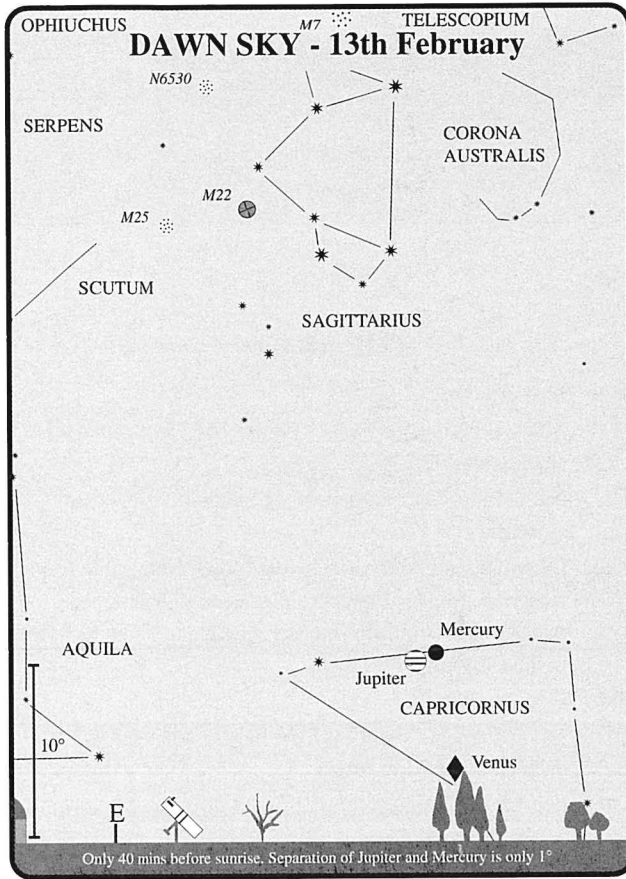 OPHIUCHUS
M7
TELESCOPIUM
DAWN SKY - 13th February
N6530
SERPENS
CORONA
AUSTRALIS
M22
M25
SCUTUM
SAGITTARIUS
Mercury
AQUILA
Jupiter
CAPRICORNUS
10°
Venus
E
Only 40 mins before sunrise. Separation of Jupiter and Mercury is only 1°